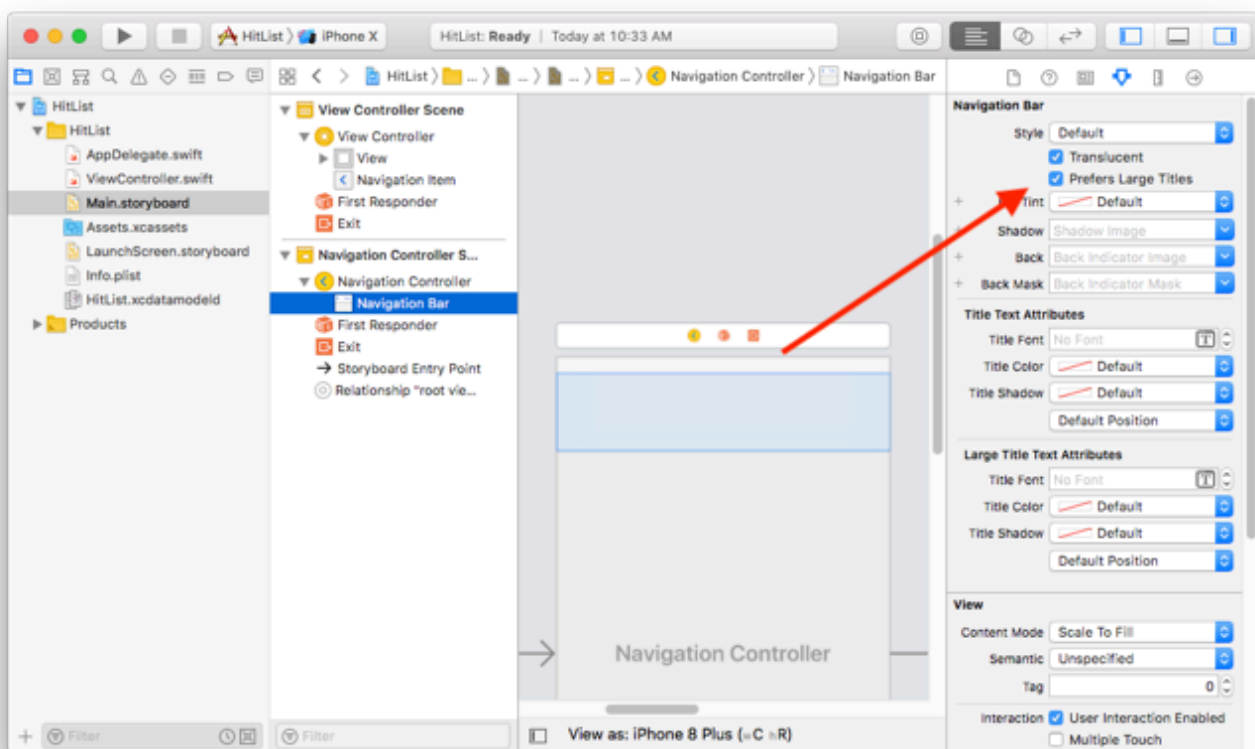 HitList
iPhone X
HitList: Ready | Today at 10:33 AM
HitList
...
...
...
...
Navigation Controller
Navigation Bar
HitList
HitList
AppDelegate.swift
ViewController.swift
Main.storyboard
Assets.xcassets
LaunchScreen.storyboard
Info.plist
HitList.xcdatamodeld
Products
Filter
View Controller Scene
View Controller
View
Navigation Item
First Responder
Exit
Navigation Controller S...
Navigation Controller
Navigation Bar
First Responder
Exit
Storyboard Entry Point
Relationship "root vie...
Filter
Navigation Controller
View as: iPhone 8 Plus (wC hR)
Navigation Bar
Style Default
Translucent
Prefers Large Titles
Tint Default
Shadow Shadow Image
Back Back Indicator Image
Back Mask Back Indicator Mask
Title Text Attributes
Title Font No Font
Title Color Default
Title Shadow Default
Default Position
Large Title Text Attributes
Title Font No Font
Title Color Default
Title Shadow Default
Default Position
View
Content Mode Scale To Fill
Semantic Unspecified
Tag 0
Interaction User Interaction Enabled
Multiple Touch